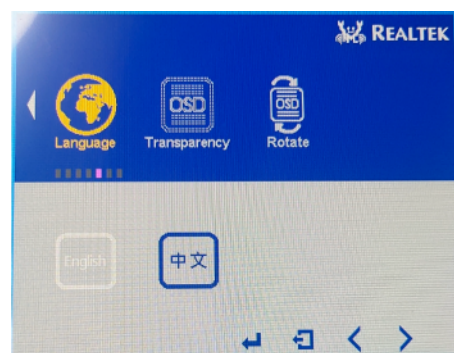 REALTEK
OSD
OSD
Language
Transparency
Rotate
English
中文